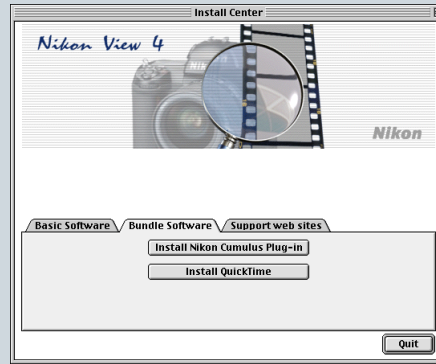 Install Center
Nikon View 4
Nikon
Nikon
Basic Software Bundle Software Support web sites
Install Nikon Cumulus Plug-in
Install QuickTime
Quit